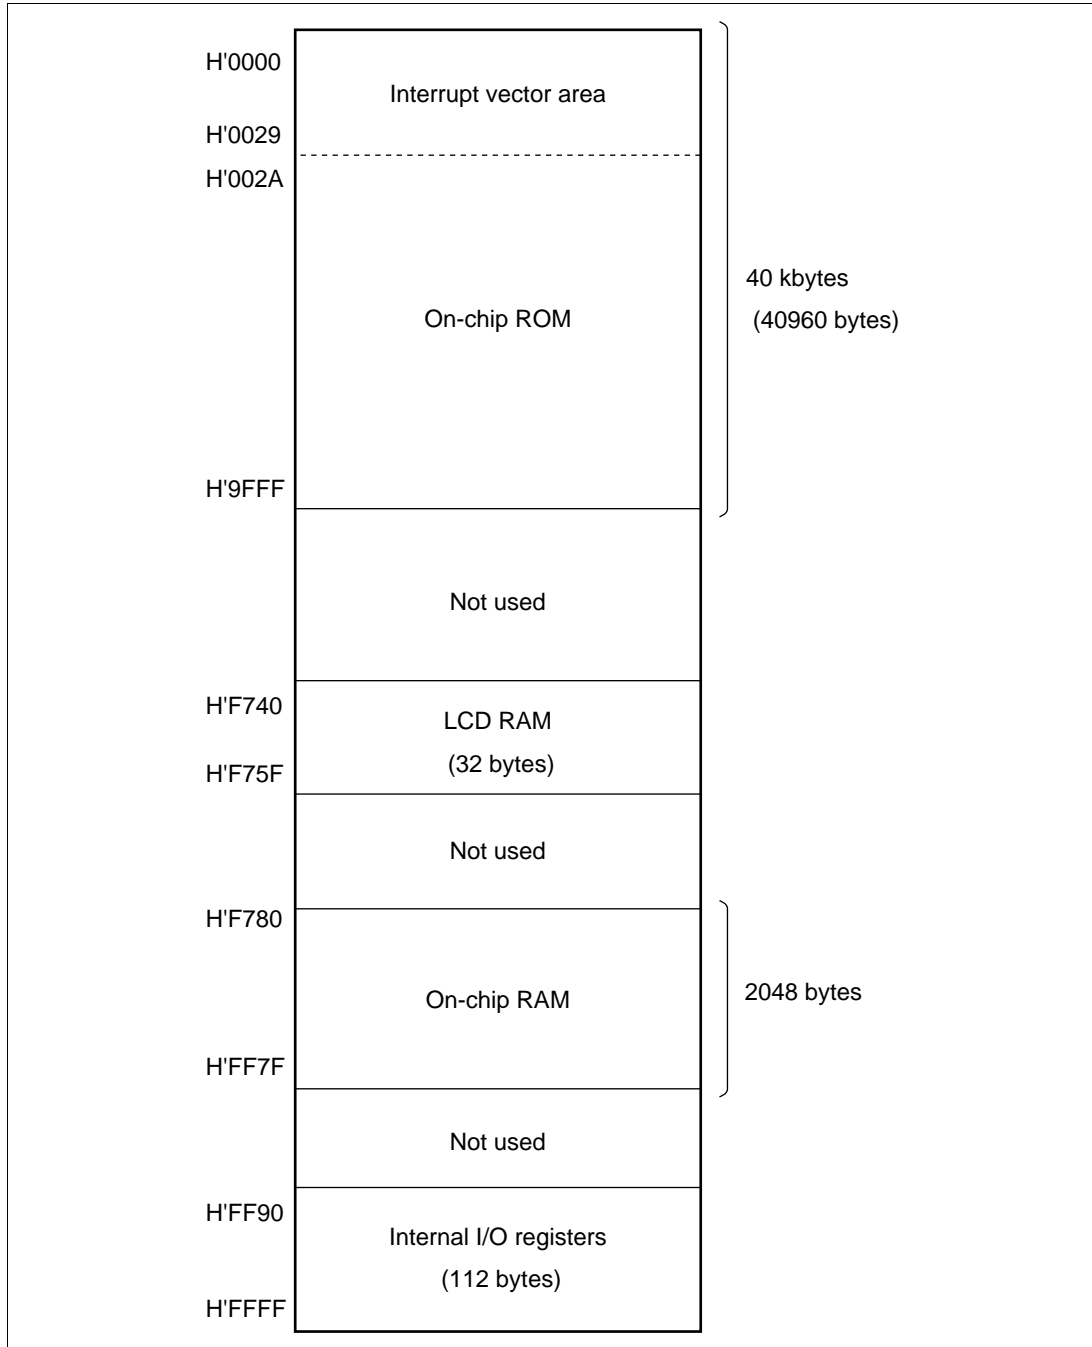 H'0000
Interrupt vector area
H'0029
H'002A
40 kbytes
(40960 bytes)
On-chip ROM
H'9FFF
Not used
H'F740
LCD RAM
(32 bytes)
H'F75F
Not used
H'F780
On-chip RAM
2048 bytes
H'FF7F
Not used
H'FF90
Internal I/O registers
(112 bytes)
H'FFFF